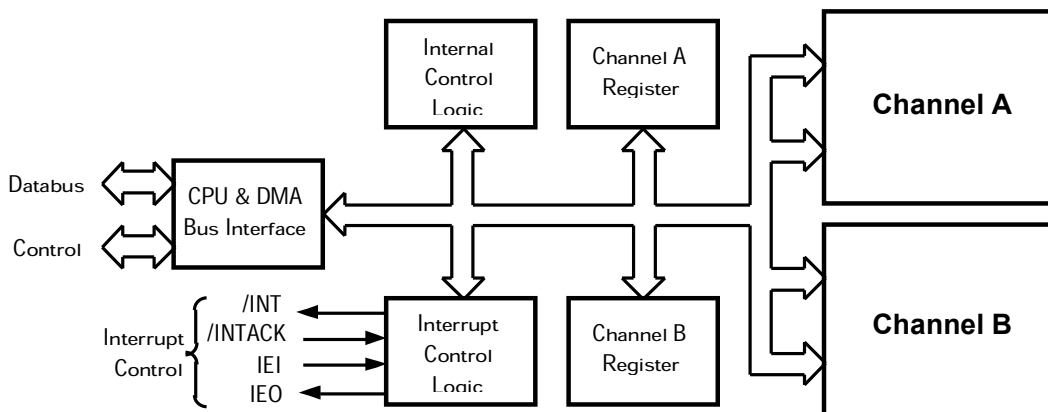 Internal
Control
Logic
Channel A
Register
Channel A
Databus
Control
CPU & DMA
Bus Interface
Interrupt
Control
/INT
/INTACK
IEI
IEO
Interrupt
Control
Logic
Channel B
Register
Channel B